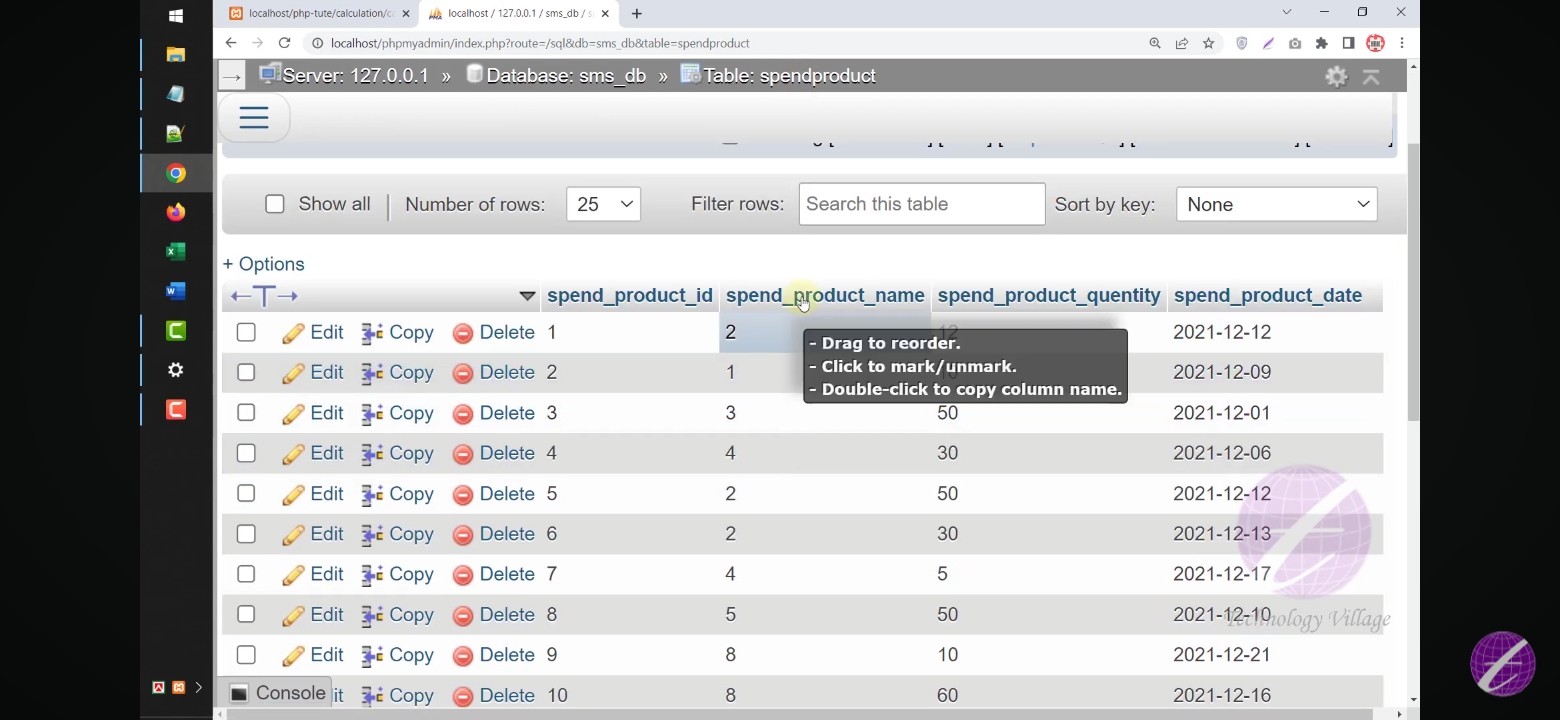 localhost/php-tute/calculation/c
localhost / 127.0.0.1 / sms_db / s
localhost/phpmyadmin/index.php?route=/sql&db=sms_db&table=spendproduct
Server: 127.0.0.1 » Database: sms_db » Table: spendproduct
Show all Number of rows: 25 Filter rows: Search this table Sort by key: None
+ Options
spend_product_id spend_product_name spend_product_quentity spend_product_date
Edit Copy Delete 1 2 12 2021-12-12
- Drag to reorder.
- Click to mark/unmark.
- Double-click to copy column name.
Edit Copy Delete 2 1 2021-12-09
Edit Copy Delete 3 3 50 2021-12-01
Edit Copy Delete 4 4 30 2021-12-06
Edit Copy Delete 5 2 50 2021-12-12
Edit Copy Delete 6 2 30 2021-12-13
Edit Copy Delete 7 4 5 2021-12-17
Edit Copy Delete 8 5 50 2021-12-10
Technology Village
Edit Copy Delete 9 8 10 2021-12-21
Console
Copy Delete 10 8 60 2021-12-16